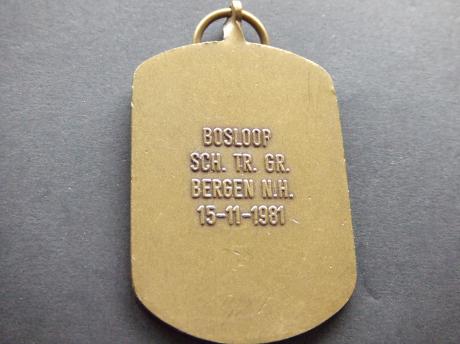 BOSLOOP
SCH. TR. GR.
BERGEN N.H.
15-11-1981